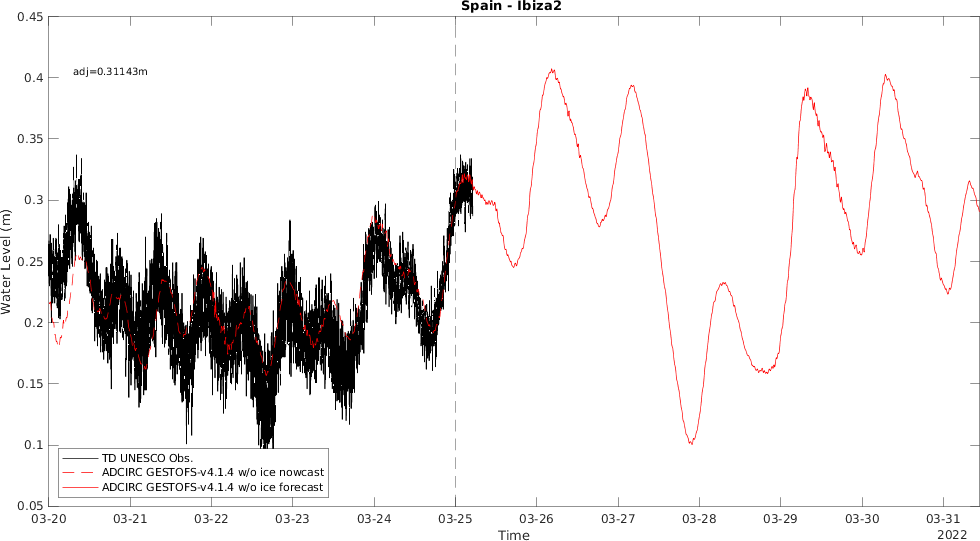 Spain - Ibiza2
0.45
0.4
0.35
0.3
0.25
0.2
0.15
0.1
0.05
Water Level (m)
adj=0.31143m
TD UNESCO Obs.
ADCIRC GESTOFS-v4.1.4 w/o ice nowcast
ADCIRC GESTOFS-v4.1.4 w/o ice forecast
03-20 03-21 03-22 03-23 03-24 03-25 03-26 03-27 03-28 03-29 03-30 03-31
Time
2022